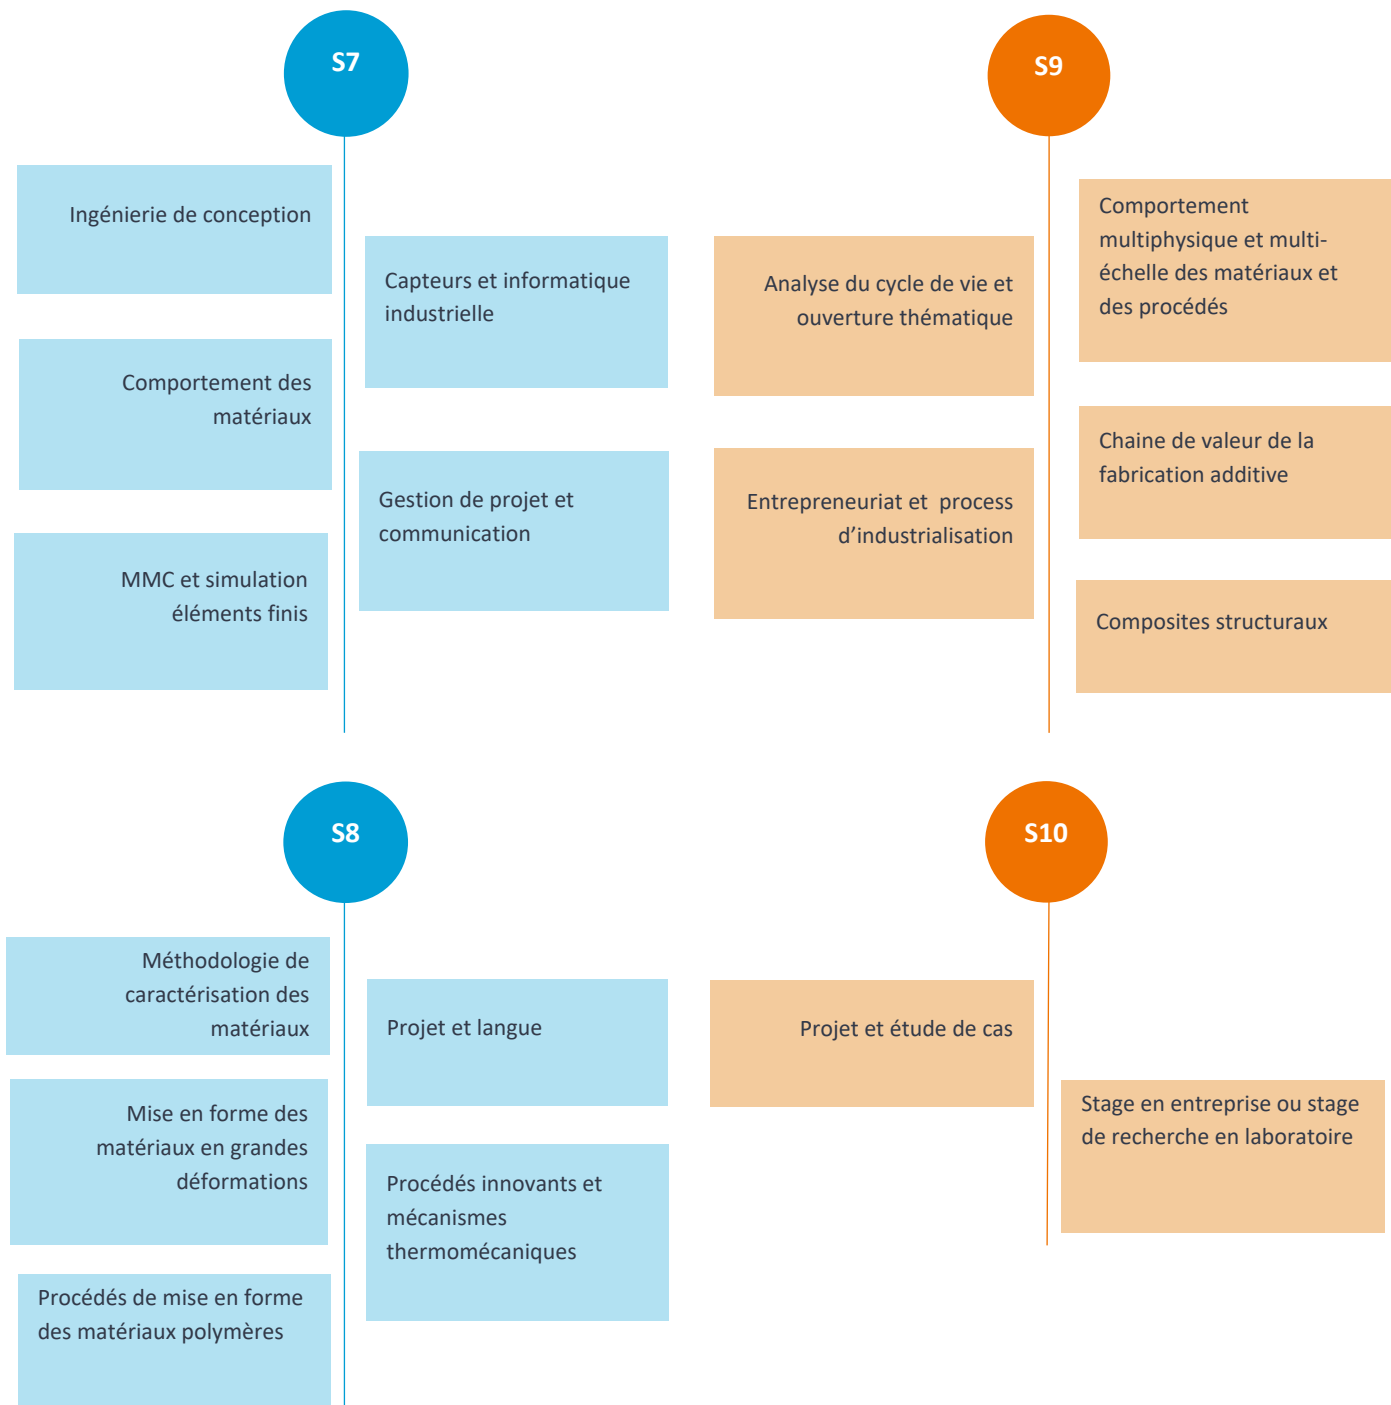 S7
Ingénierie de conception
Capteurs et informatique
industrielle
Comportement des
matériaux
Gestion de projet et
communication
MMC et simulation
éléments finis
S9
Comportement
multiphysique et multi-
échelle des matériaux et
des procédés
Analyse du cycle de vie et
ouverture thématique
Chaine de valeur de la
fabrication additive
Entrepreneuriat et  process
d’industrialisation
Composites structuraux
S8
Méthodologie de
caractérisation des
matériaux
Projet et langue
Mise en forme des
matériaux en grandes
déformations
Procédés innovants et
mécanismes
thermomécaniques
Procédés de mise en forme
des matériaux polymères
S10
Projet et étude de cas
Stage en entreprise ou stage
de recherche en laboratoire